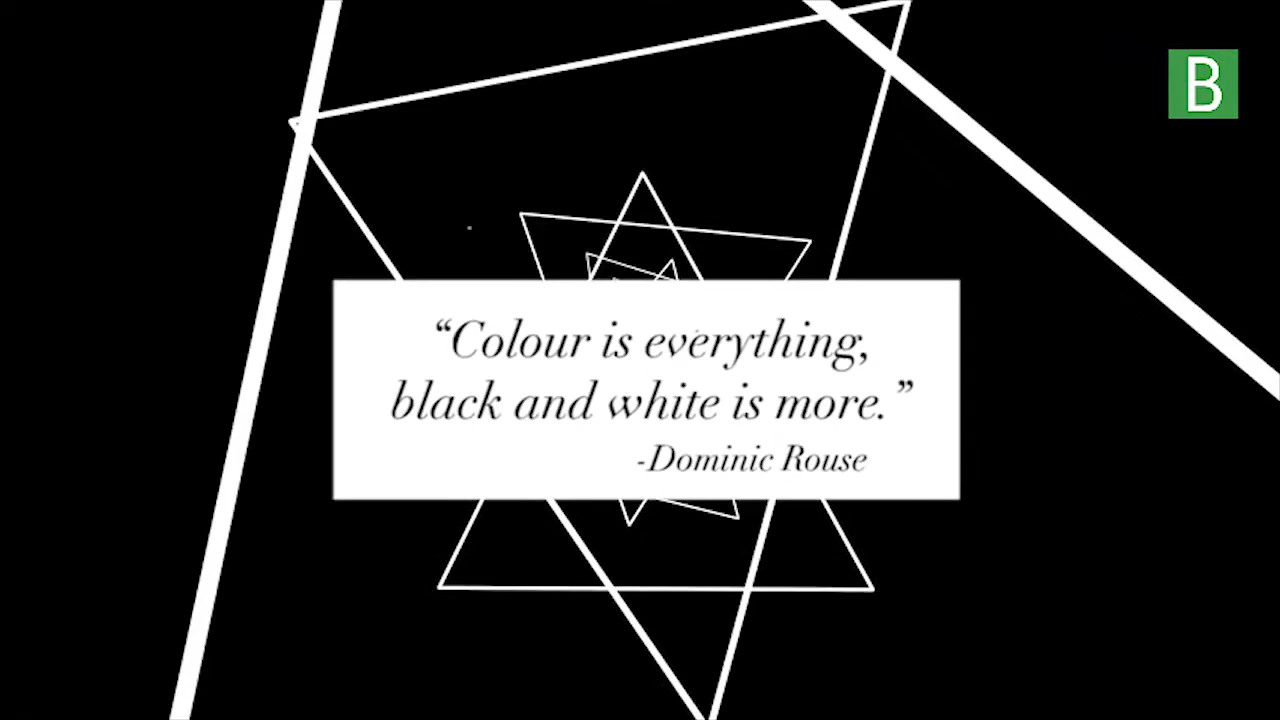 B
“Colour is everything,
black and white is more.”
-Dominic Rouse